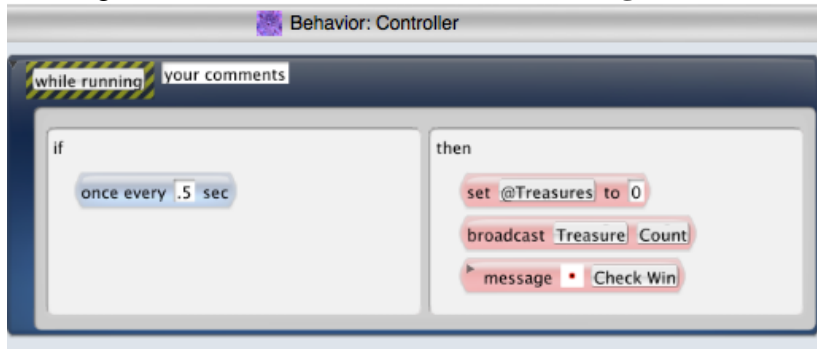 Behavior: Controller
while running your comments
if
once every .5 sec
then
set @Treasures to 0
broadcast Treasure Count
message Check Win